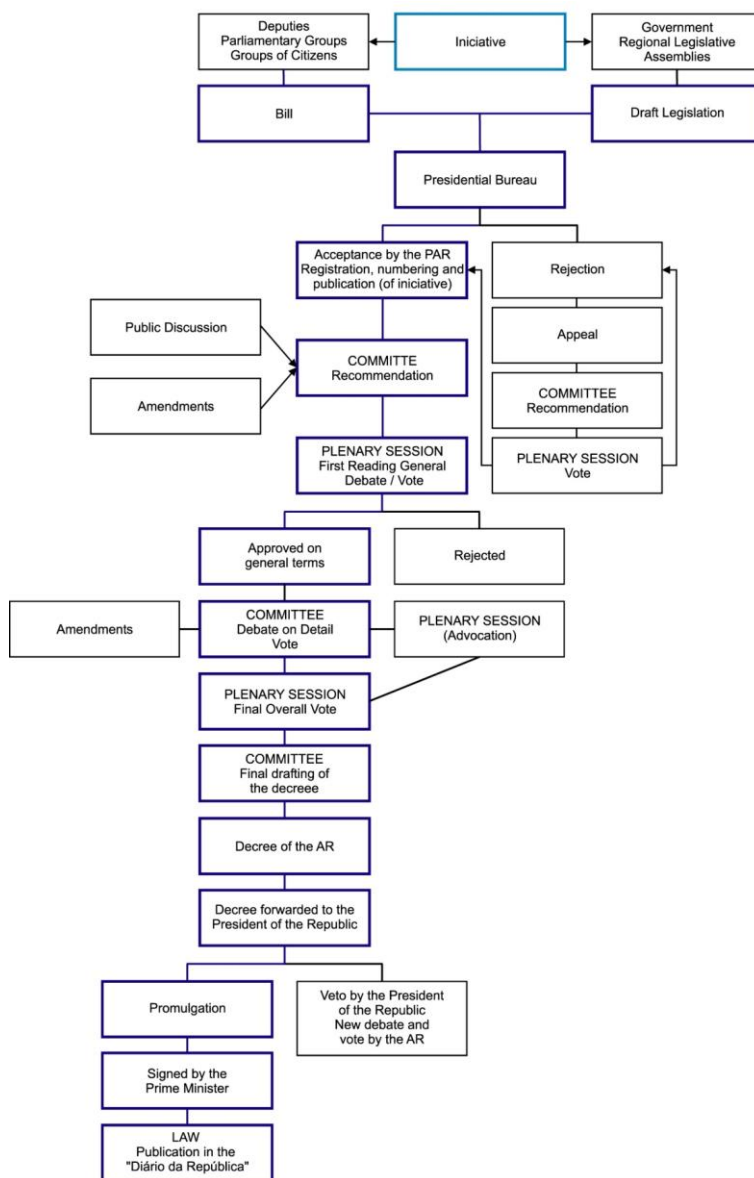 Deputies
Parliamentary Groups
Groups of Citizens
Iniciative
Government
Regional Legislative
Assemblies
Bill
Draft Legislation
Presidential Bureau
Acceptance by the PAR
Registration, numbering and
publication (of iniciative)
Rejection
Public Discussion
Appeal
COMMITTE
Recommendation
Amendments
COMMITTEE
Recommendation
PLENARY SESSION
First Reading General
Debate / Vote
PLENARY SESSION
Vote
Approved on
general terms
Rejected
Amendments
COMMITTEE
Debate on Detail
Vote
PLENARY SESSION
(Advocation)
PLENARY SESSION
Final Overall Vote
COMMITTEE
Final drafting of
the decreee
Decree of the AR
Decree forwarded to the
President of the Republic
Promulgation
Veto by the President
of the Republic
New debate and
vote by the AR
Signed by the
Prime Minister
LAW
Publication in the
"Diário da República"